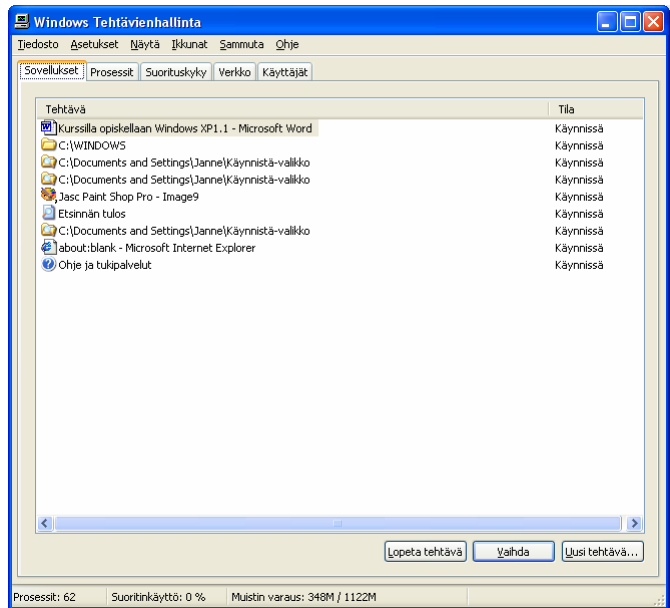 Windows Tehtävienhallinta
Tiedosto Asetukset Näytä Ikkunat Sammuta Ohje
Sovellukset Prosessit Suorituskyky Verkko Käyttäjät
Tehtävä Tila
Kurssilla opiskellaan Windows XP1.1 - Microsoft Word Käynnissä
C:\WINDOWS Käynnissä
C:\Documents and Settings\Janne\Käynnistä-valikko Käynnissä
C:\Documents and Settings\Janne\Käynnistä-valikko Käynnissä
Jasc Paint Shop Pro - Image9 Käynnissä
Etsinnän tulos Käynnissä
C:\Documents and Settings\Janne\Käynnistä-valikko Käynnissä
about:blank - Microsoft Internet Explorer Käynnissä
Ohje ja tukipalvelut Käynnissä
Lopeta tehtävä Vaihda Uusi tehtävä...
Prosessit: 62 Suoritinkäyttö: 0 % Muistin varaus: 348M / 1122M